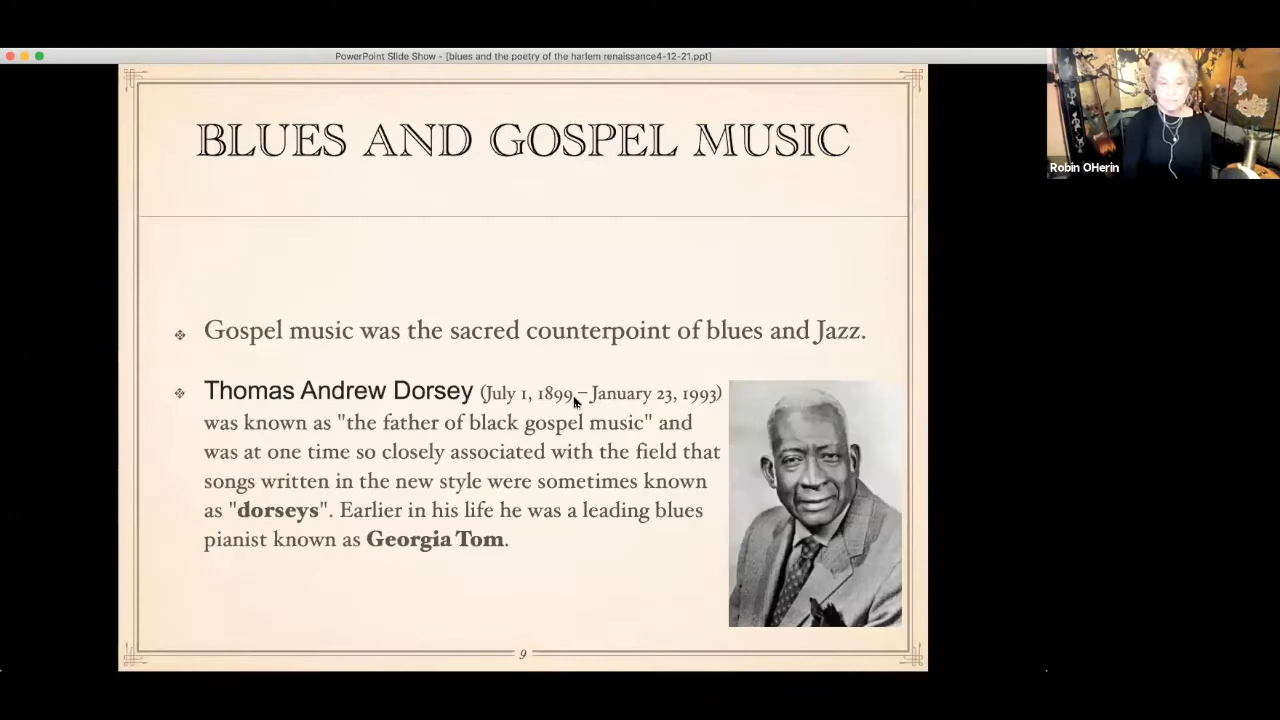 PowerPoint Slide Show - [blues and the poetry of the harlem renaissance4-12-21.ppt]
BLUES AND GOSPEL MUSIC
Robin OHerin
❖ Gospel music was the sacred counterpoint of blues and Jazz.
❖ Thomas Andrew Dorsey (July 1, 1899 – January 23, 1993)
was known as "the father of black gospel music" and
was at one time so closely associated with the field that
songs written in the new style were sometimes known
as "dorseys". Earlier in his life he was a leading blues
pianist known as Georgia Tom.
9